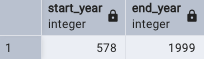 start_year end_year
integer integer
1 578 1999